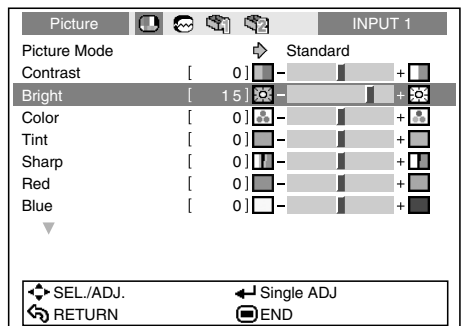 Picture INPUT 1
Picture Mode Standard
Contrast [ 0] - +
Bright [ 15] - +
Color [ 0] - +
Tint [ 0] - +
Sharp [ 0] - +
Red [ 0] - +
Blue [ 0] - +
SEL./ADJ. Single ADJ
RETURN END